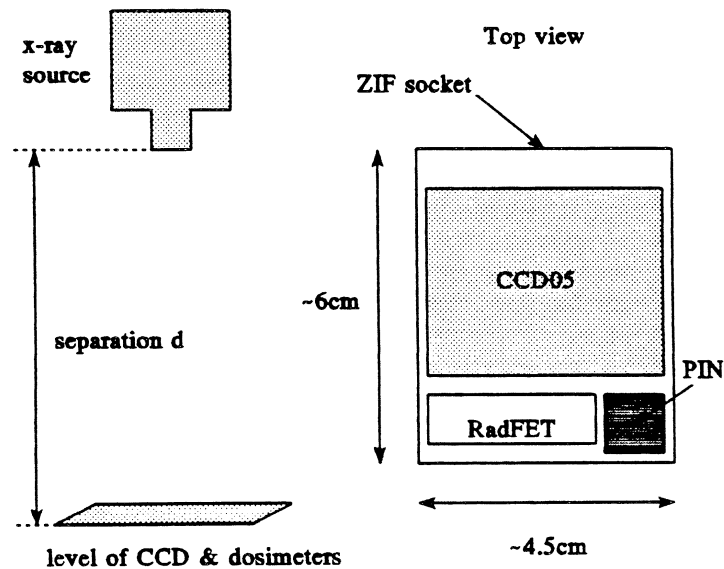 x-ray
source
separation d
level of CCD & dosimeters
Top view
ZIF socket
CCD05
~6cm
PIN
RadFET
~4.5cm